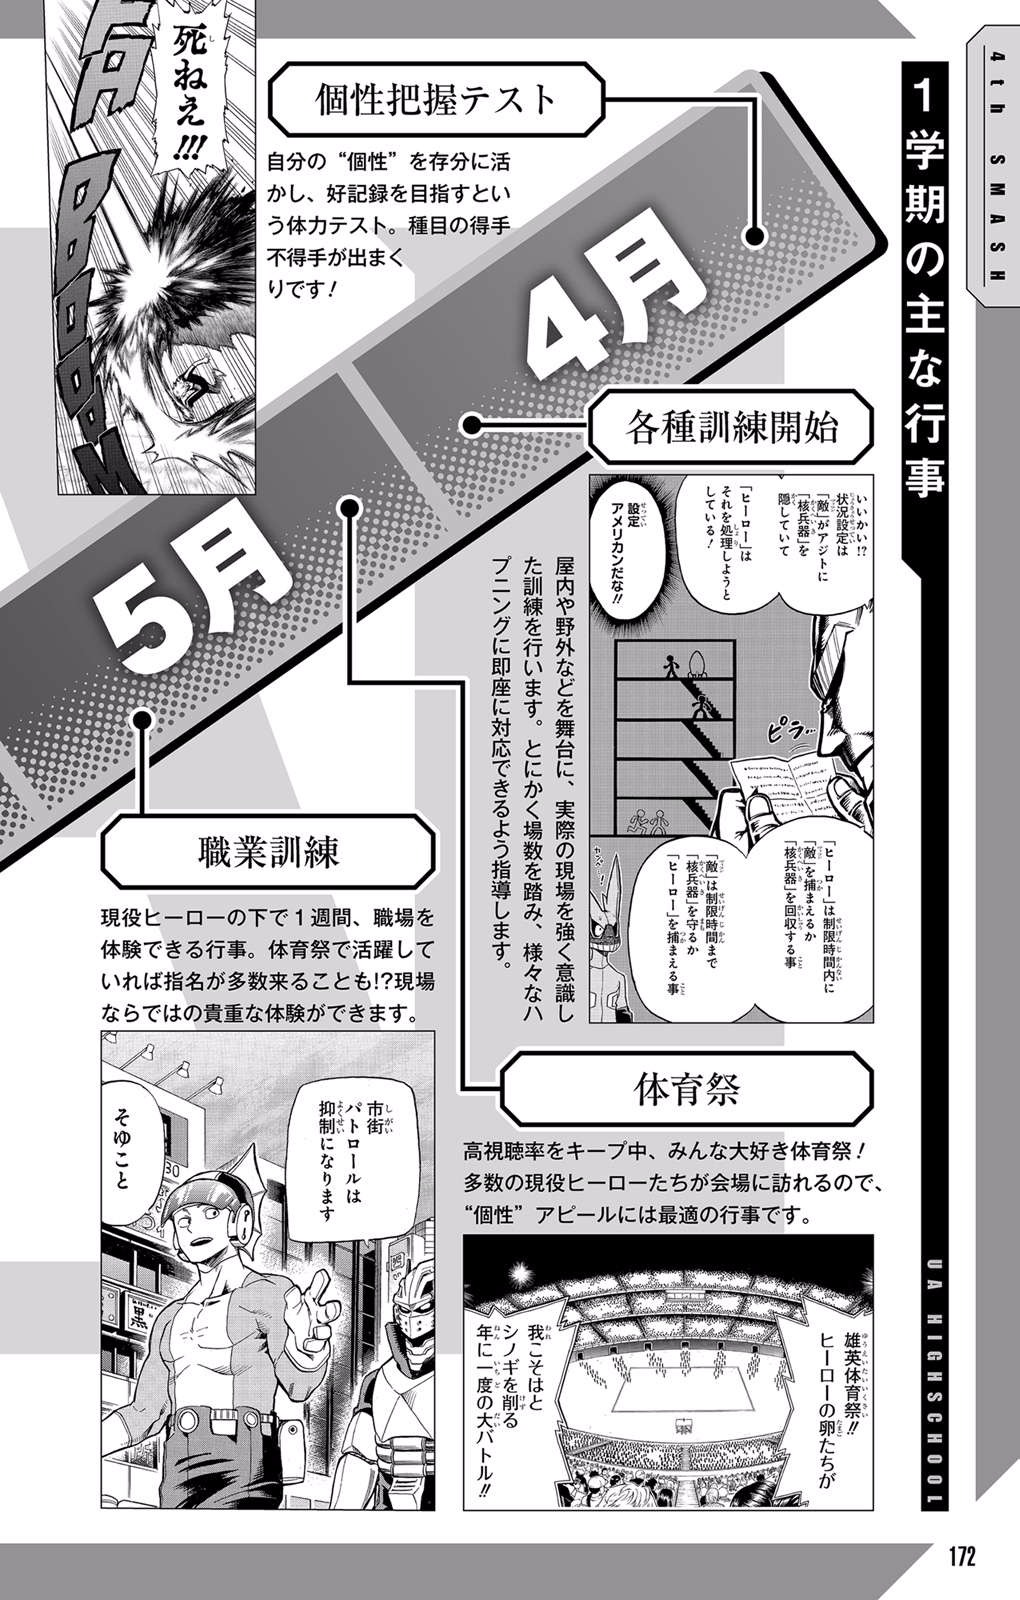 4th SMASH
1学期の主な行事
4月
個性把握テスト
自分の“個性”を存分に活
かし、好記録を目指すとい
う体力テスト。種目の得手
不得手が出まく
りです！
死ねえ!!!
BOOOOM
各種訓練開始
いいかい!?
状況設定は
「敵」がアジトに
「核兵器」を
隠していて
「ヒーロー」は
それを処理しようと
している！
設定
アメリカンだな!!
ピラ…
「ヒーロー」は制限時間内に
「敵」を捕まえるか
「核兵器」を回収する事
「敵」は制限時間まで
「核兵器」を守るか
「ヒーロー」を捕まえる事
屋内や野外などを舞台に、実際の現場を強く意識し
た訓練を行います。とにかく場数を踏み、様々なハ
プニングに即座に対応できるよう指導します。
5月
体育祭
高視聴率をキープ中、みんな大好き体育祭！
多数の現役ヒーローたちが会場に訪れるので、
“個性”アピールには最適の行事です。
雄英体育祭!!
ヒーローの卵たちが
我こそはと
シノギを削る
年に一度の大バトル!!
職業訓練
現役ヒーローの下で1週間、職場を
体験できる行事。体育祭で活躍して
いれば指名が多数来ることも!?現場
ならではの貴重な体験ができます。
市街
パトロールは
抑制になります
そゆこと
30
黒
UA HIGHSCHOOL
172